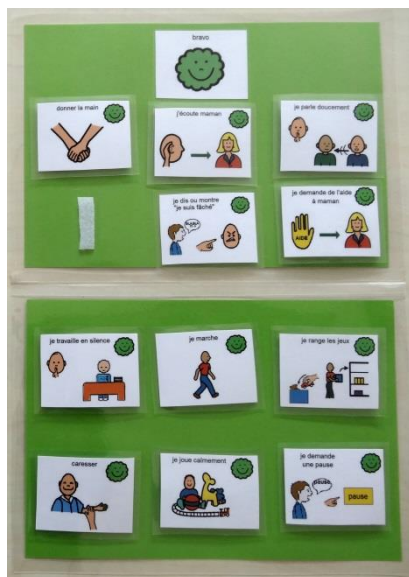 bravo
donner la main
j'écoute maman
je parle doucement
je dis ou montre
"je suis fâché"
je demande de l'aide
à maman
AIDE
je travaille en silence
je marche
je range les jeux
caresser
je joue calmement
je demande
une pause
pause
pause